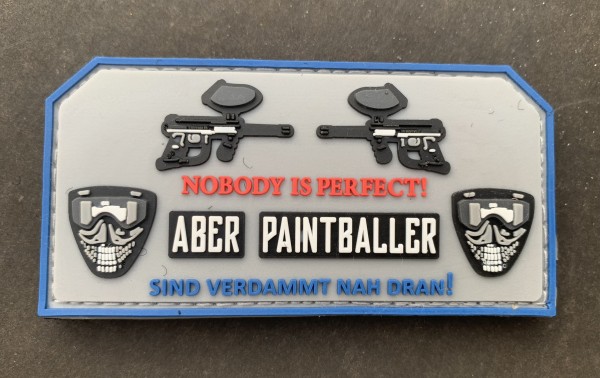 NOBODY IS PERFECT!
ABER PAINTBALLER
SIND VERDAMMT NAH DRAN!